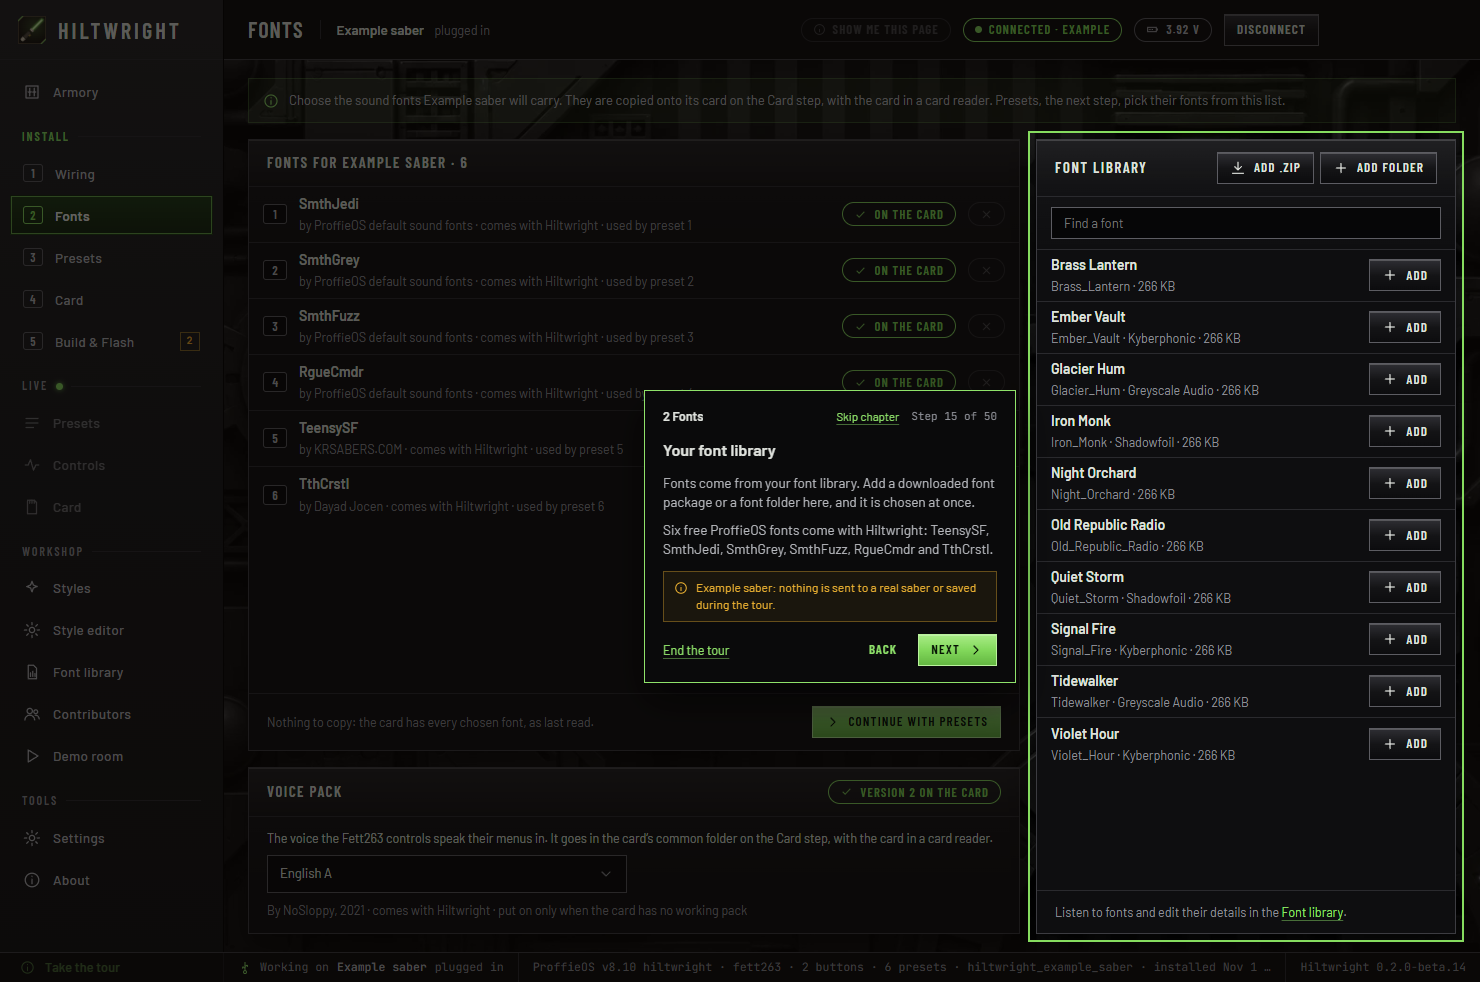 HILTWRIGHT
FONTS
Example saber plugged in
SHOW ME THIS PAGE
CONNECTED · EXAMPLE
3.92 V
DISCONNECT
Armory
INSTALL
1 Wiring
2 Fonts
3 Presets
4 Card
5 Build & Flash 2
LIVE
Presets
Controls
Card
WORKSHOP
Styles
Style editor
Font library
Contributors
Demo room
TOOLS
Settings
About
Take the tour
Choose the sound fonts Example saber will carry. They are copied onto its card on the Card step, with the card in a card reader. Presets, the next step, pick their fonts from this list.
FONTS FOR EXAMPLE SABER · 6
1 SmthJedi
by ProffieOS default sound fonts · comes with Hiltwright · used by preset 1
ON THE CARD
2 SmthGrey
by ProffieOS default sound fonts · comes with Hiltwright · used by preset 2
ON THE CARD
3 SmthFuzz
by ProffieOS default sound fonts · comes with Hiltwright · used by preset 3
ON THE CARD
4 RgueCmdr
by ProffieOS default sound fonts · comes with Hiltwright · used by
ON THE CARD
5 TeensySF
by KRSABERS.COM · comes with Hiltwright · used by preset 5
6 TthCrstl
by Dayad Jocen · comes with Hiltwright · used by preset 6
Nothing to copy: the card has every chosen font, as last read.
CONTINUE WITH PRESETS
VOICE PACK
VERSION 2 ON THE CARD
The voice the Fett263 controls speak their menus in. It goes in the card's common folder on the Card step, with the card in a card reader.
English A
By NoSloppy, 2021 · comes with Hiltwright · put on only when the card has no working pack
2 Fonts
Skip chapter
Step 15 of 50
Your font library
Fonts come from your font library. Add a downloaded font
package or a font folder here, and it is chosen at once.
Six free ProffieOS fonts come with Hiltwright: TeensySF,
SmthJedi, SmthGrey, SmthFuzz, RgueCmdr and TthCrstl.
Example saber: nothing is sent to a real saber or saved
during the tour.
End the tour
BACK
NEXT
FONT LIBRARY
ADD .ZIP
ADD FOLDER
Find a font
Brass Lantern
Brass_Lantern · 266 KB
ADD
Ember Vault
Ember_Vault · Kyberphonic · 266 KB
ADD
Glacier Hum
Glacier_Hum · Greyscale Audio · 266 KB
ADD
Iron Monk
Iron_Monk · Shadowfoil · 266 KB
ADD
Night Orchard
Night_Orchard · 266 KB
ADD
Old Republic Radio
Old_Republic_Radio · 266 KB
ADD
Quiet Storm
Quiet_Storm · Shadowfoil · 266 KB
ADD
Signal Fire
Signal_Fire · Kyberphonic · 266 KB
ADD
Tidewalker
Tidewalker · Greyscale Audio · 266 KB
ADD
Violet Hour
Violet_Hour · Kyberphonic · 266 KB
ADD
Listen to fonts and edit their details in the Font library.
Working on Example saber plugged in
ProffieOS v8.10 hiltwright · fett263 · 2 buttons · 6 presets · hiltwright_example_saber · installed Nov 1 …
Hiltwright 0.2.0-beta.14